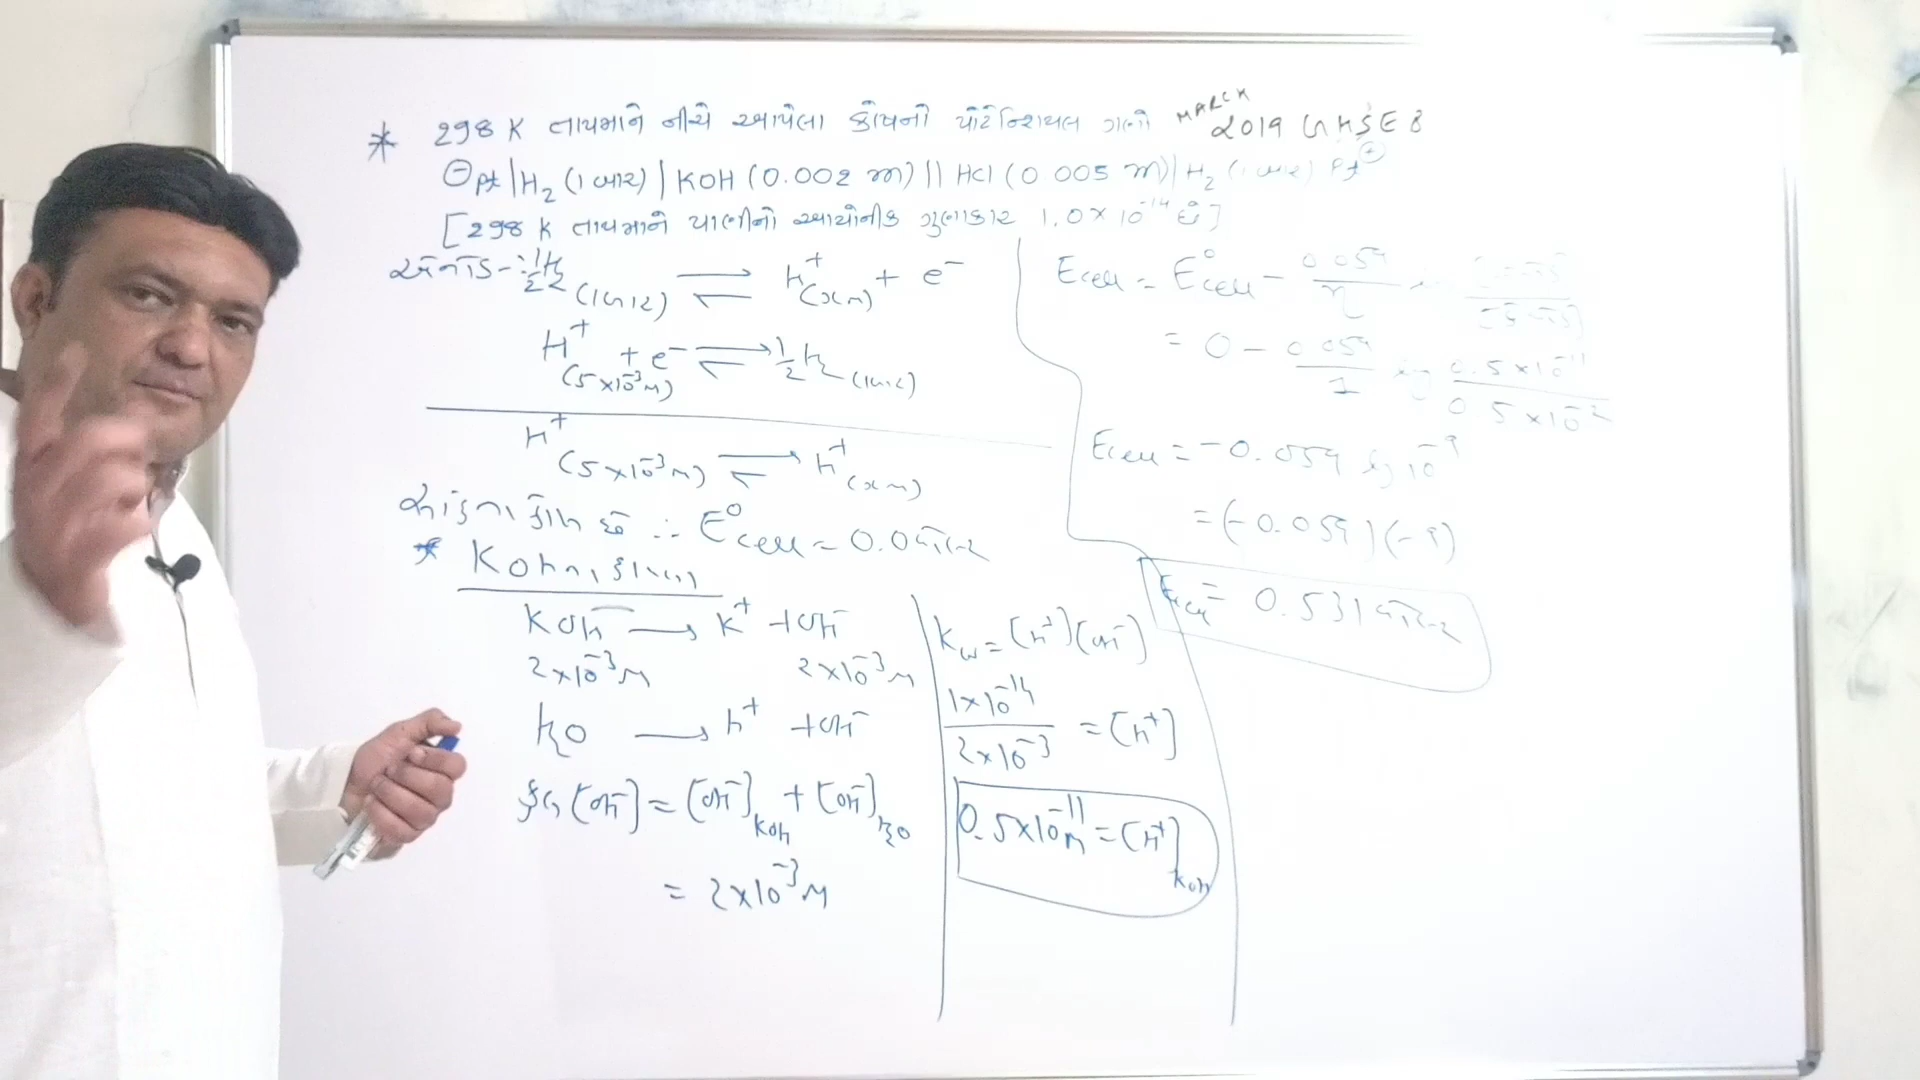 * 298 K તાપમાને નીચે આપેલા કોષનો પોટેન્શિયલ ગણો MARCH 2019 GHSEB
⊖ Pt | H₂ (1 બાર) | KOH (0.002 m) || HCl (0.005 m) | H₂ (1 બાર) Pt ⊕
[298 K તાપમાને પાણીનો આયોનીક ગુણાકાર 1.0 × 10⁻¹⁴ છે]
એનોડ :- ½H₂ (1બાર) ⇌ H⁺ (xM) + e⁻
H⁺ (5×10⁻³M) + e⁻ ⇌ ½H₂ (1બાર)
H⁺ (5×10⁻³M) ⇌ H⁺ (xM)
∴ E⁰cell = 0.0 વોલ્ટ
* KOH
KOH → K⁺ + OH⁻
2×10⁻³M 2×10⁻³M
H₂O → H⁺ + OH⁻
કુલ [OH⁻] = [OH⁻]KOH + [OH⁻]H₂O
= 2×10⁻³M
Kw = [H⁺][OH⁻]
1×10⁻¹⁴ / 2×10⁻³ = [H⁺]
0.5×10⁻¹¹M = [H⁺]KOH
Ecell = E⁰cell − 0.059/n log
= 0 − 0.059/1 log 0.5×10⁻¹¹ / 0.5×10⁻²
Ecell = −0.059 log 10⁻⁹
= (−0.059)(−9)
Ecell = 0.531 વોલ્ટ